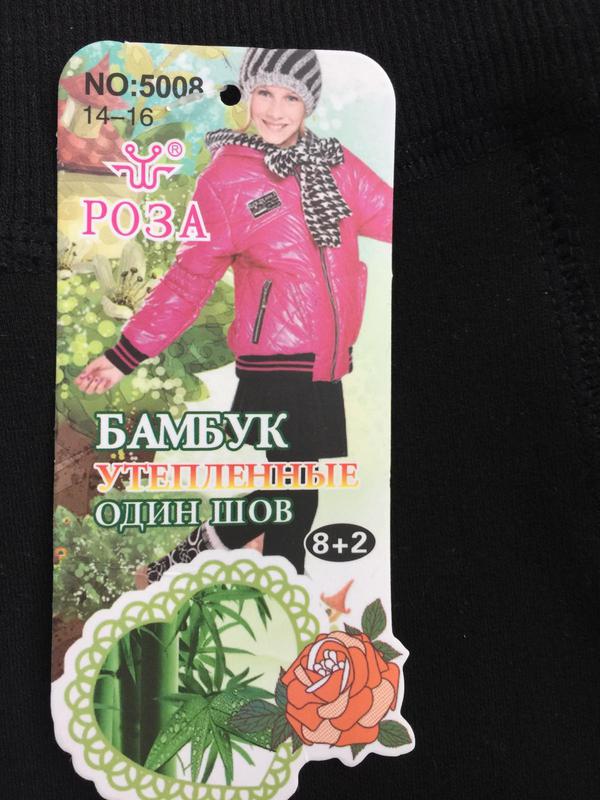 NO:5008
14-16
®
РОЗА
БАМБУК
УТЕПЛЕННЫЕ
ОДИН ШОВ
8+2